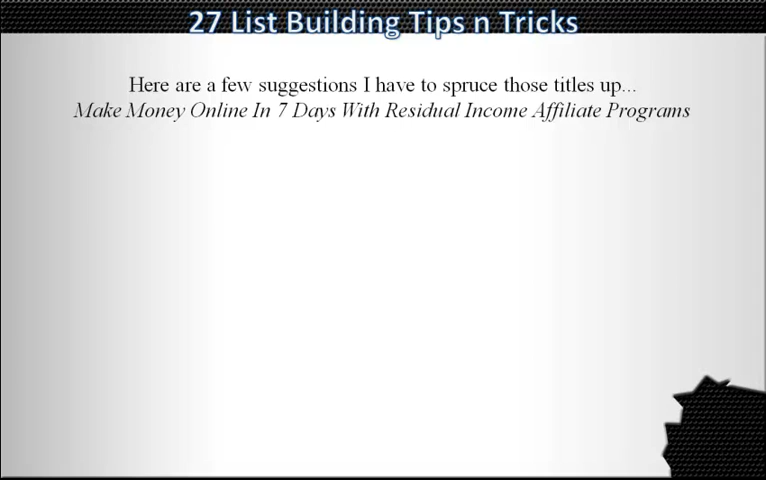 27 List Building Tips n Tricks
Here are a few suggestions I have to spruce those titles up...
Make Money Online In 7 Days With Residual Income Affiliate Programs